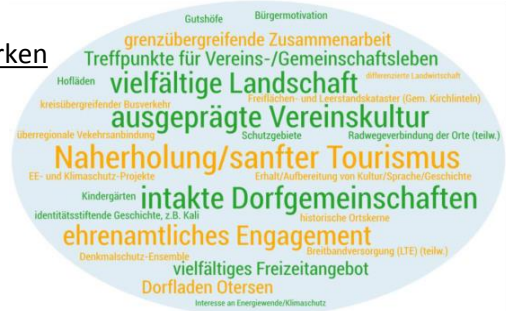 rken
Gutshöfe
Bürgermotivation
grenzübergreifende Zusammenarbeit
Treffpunkte für Vereins-/Gemeinschaftsleben
Hofläden
vielfältige Landschaft
differenzierte Landwirtschaft
kreisübergreifender Busverkehr
Freiflächen- und Leerstandskataster (Gem. Kirchlinteln)
ausgeprägte Vereinskultur
überregionale Vekehrsanbindung
Schutzgebiete
Radwegeverbindung der Orte (teilw.)
Naherholung/sanfter Tourismus
EE- und Klimaschutz-Projekte
Erhalt/Aufbereitung von Kultur/Sprache/Geschichte
Kindergärten
intakte Dorfgemeinschaften
identitätsstiftende Geschichte, z.B. Kali
historische Ortskerne
ehrenamtliches Engagement
Breitbandversorgung (LTE) (teilw.)
Denkmalschutz-Ensemble
vielfältiges Freizeitangebot
Dorfladen Otersen
Interesse an Energiewende/Klimaschutz